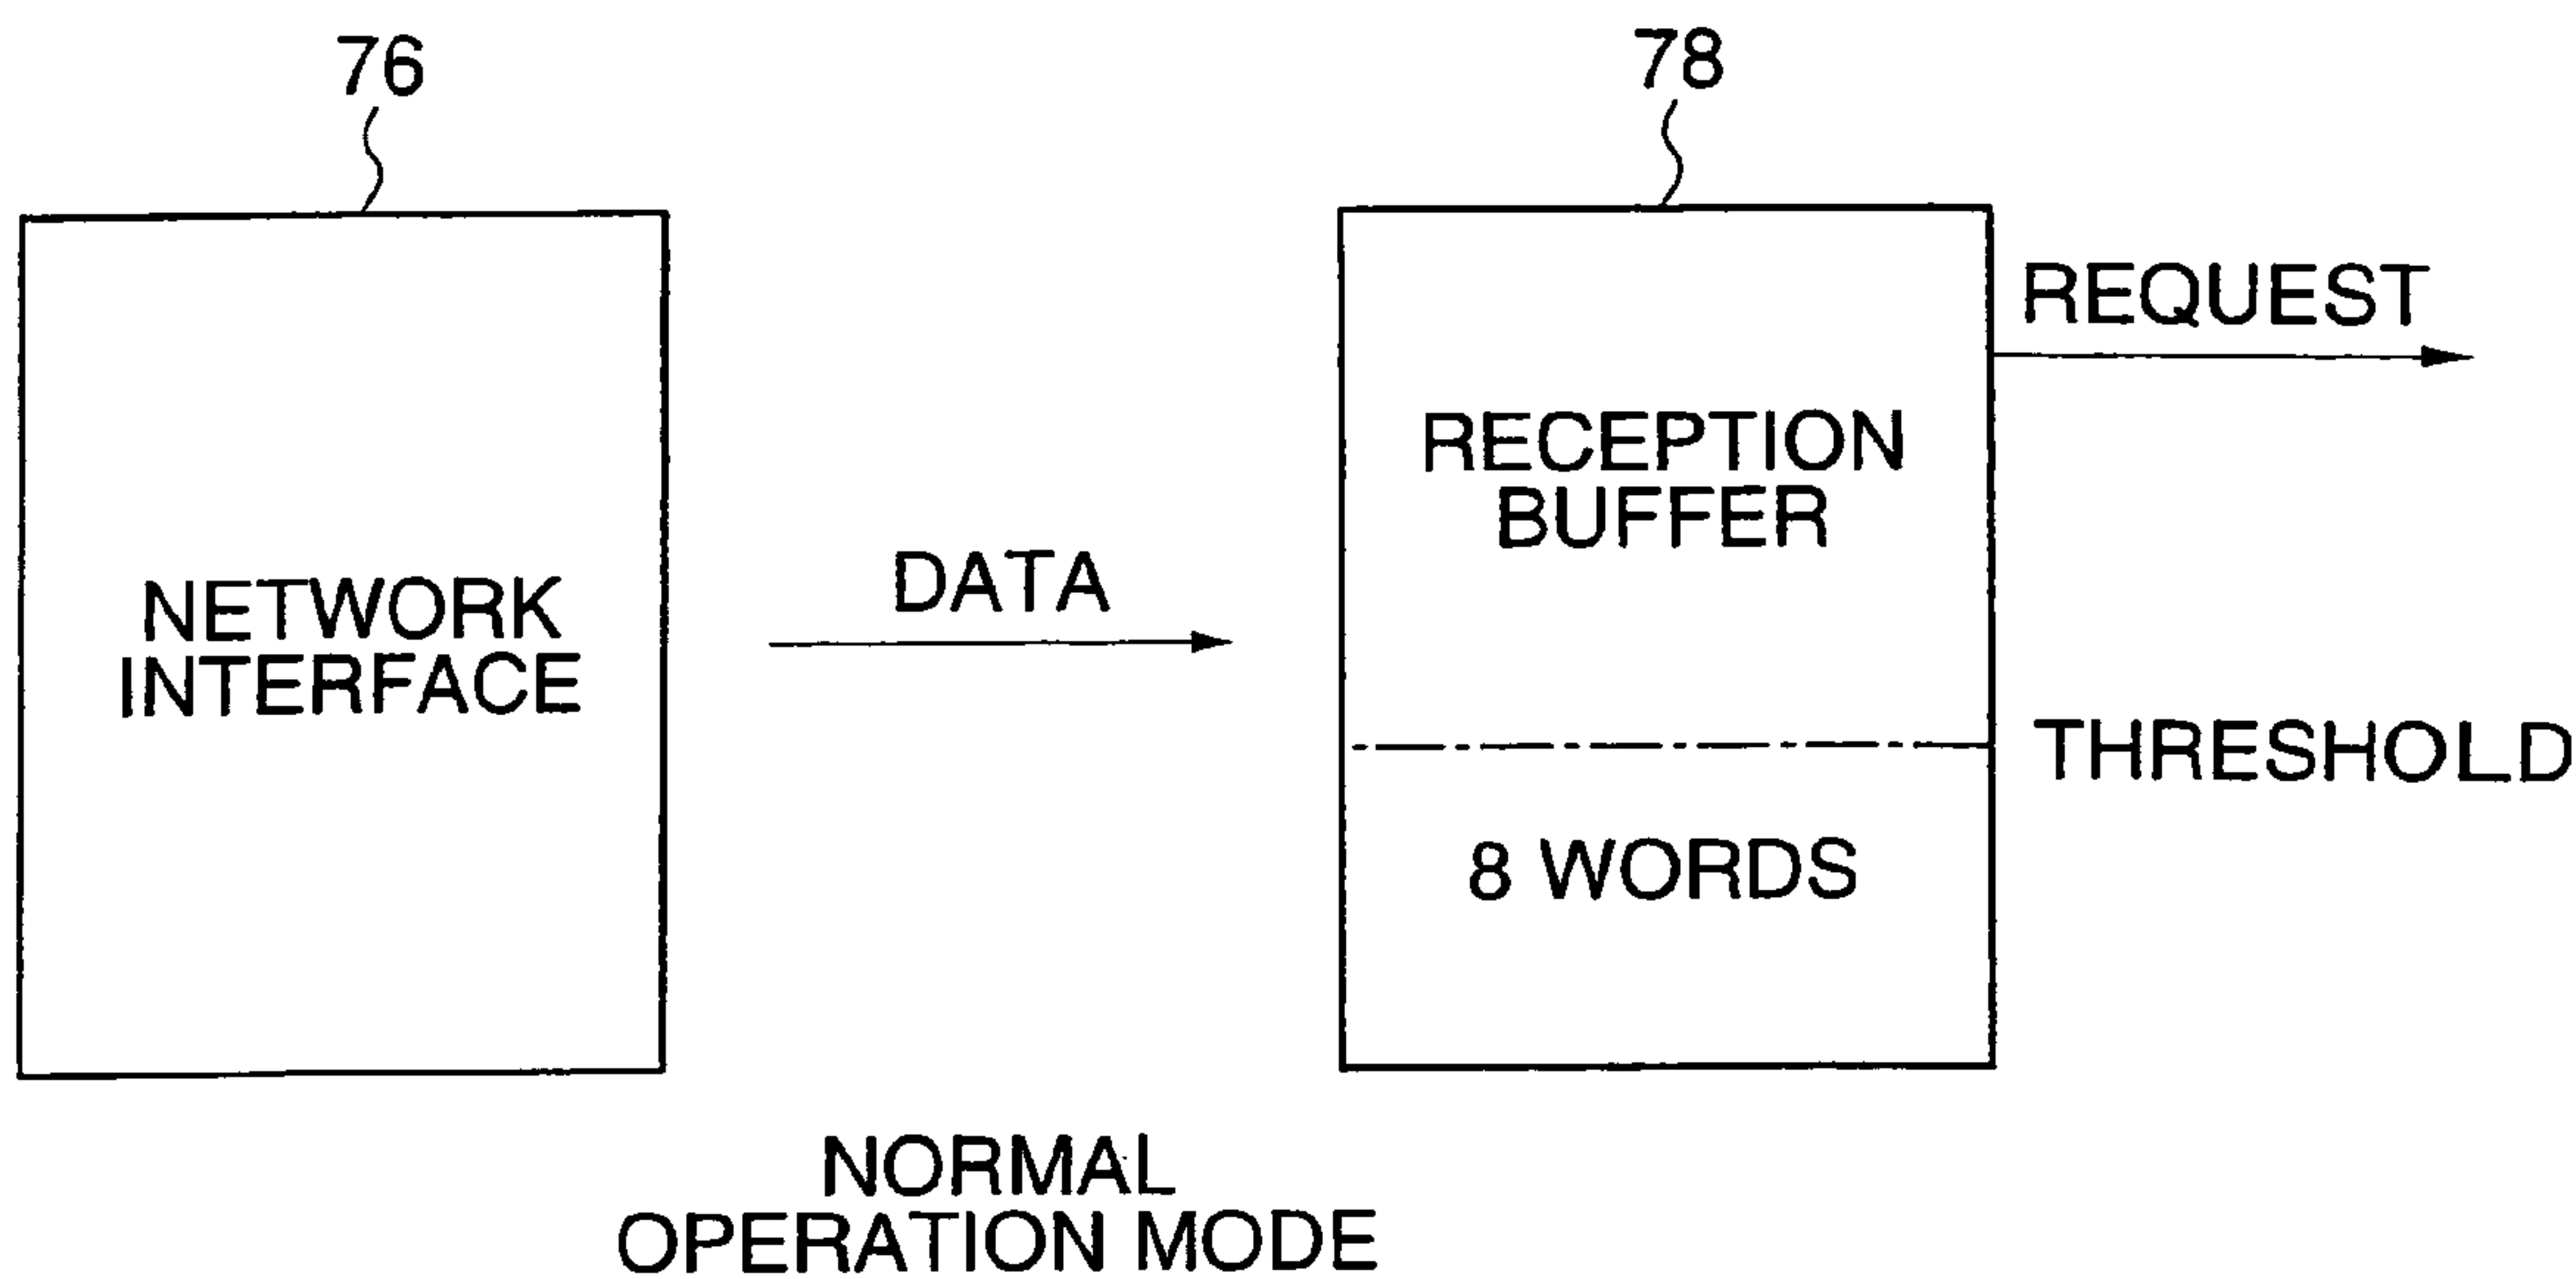 76
78
REQUEST
RECEPTION
BUFFER
DATA
NETWORK
INTERFACE
THRESHOLD
8 WORDS
NORMAL
OPERATION MODE